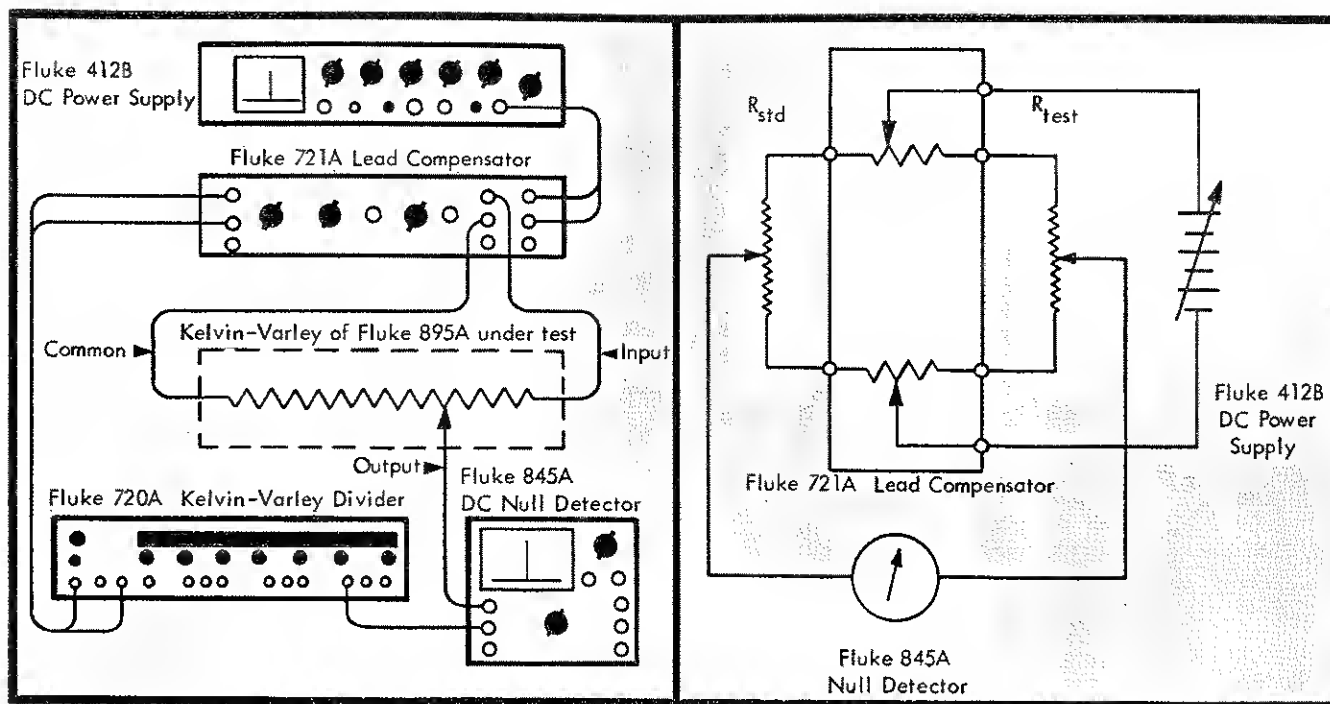 Fluke 412B
DC Power Supply
Fluke 721A Lead Compensator
Kelvin-Varley of Fluke 895A under test
Common
Input
Output
Fluke 845A
DC Null Detector
Fluke 720A Kelvin-Varley Divider
Rstd
Rtest
Fluke 412B
DC Power
Supply
Fluke 721A Lead Compensator
Fluke 845A
Null Detector